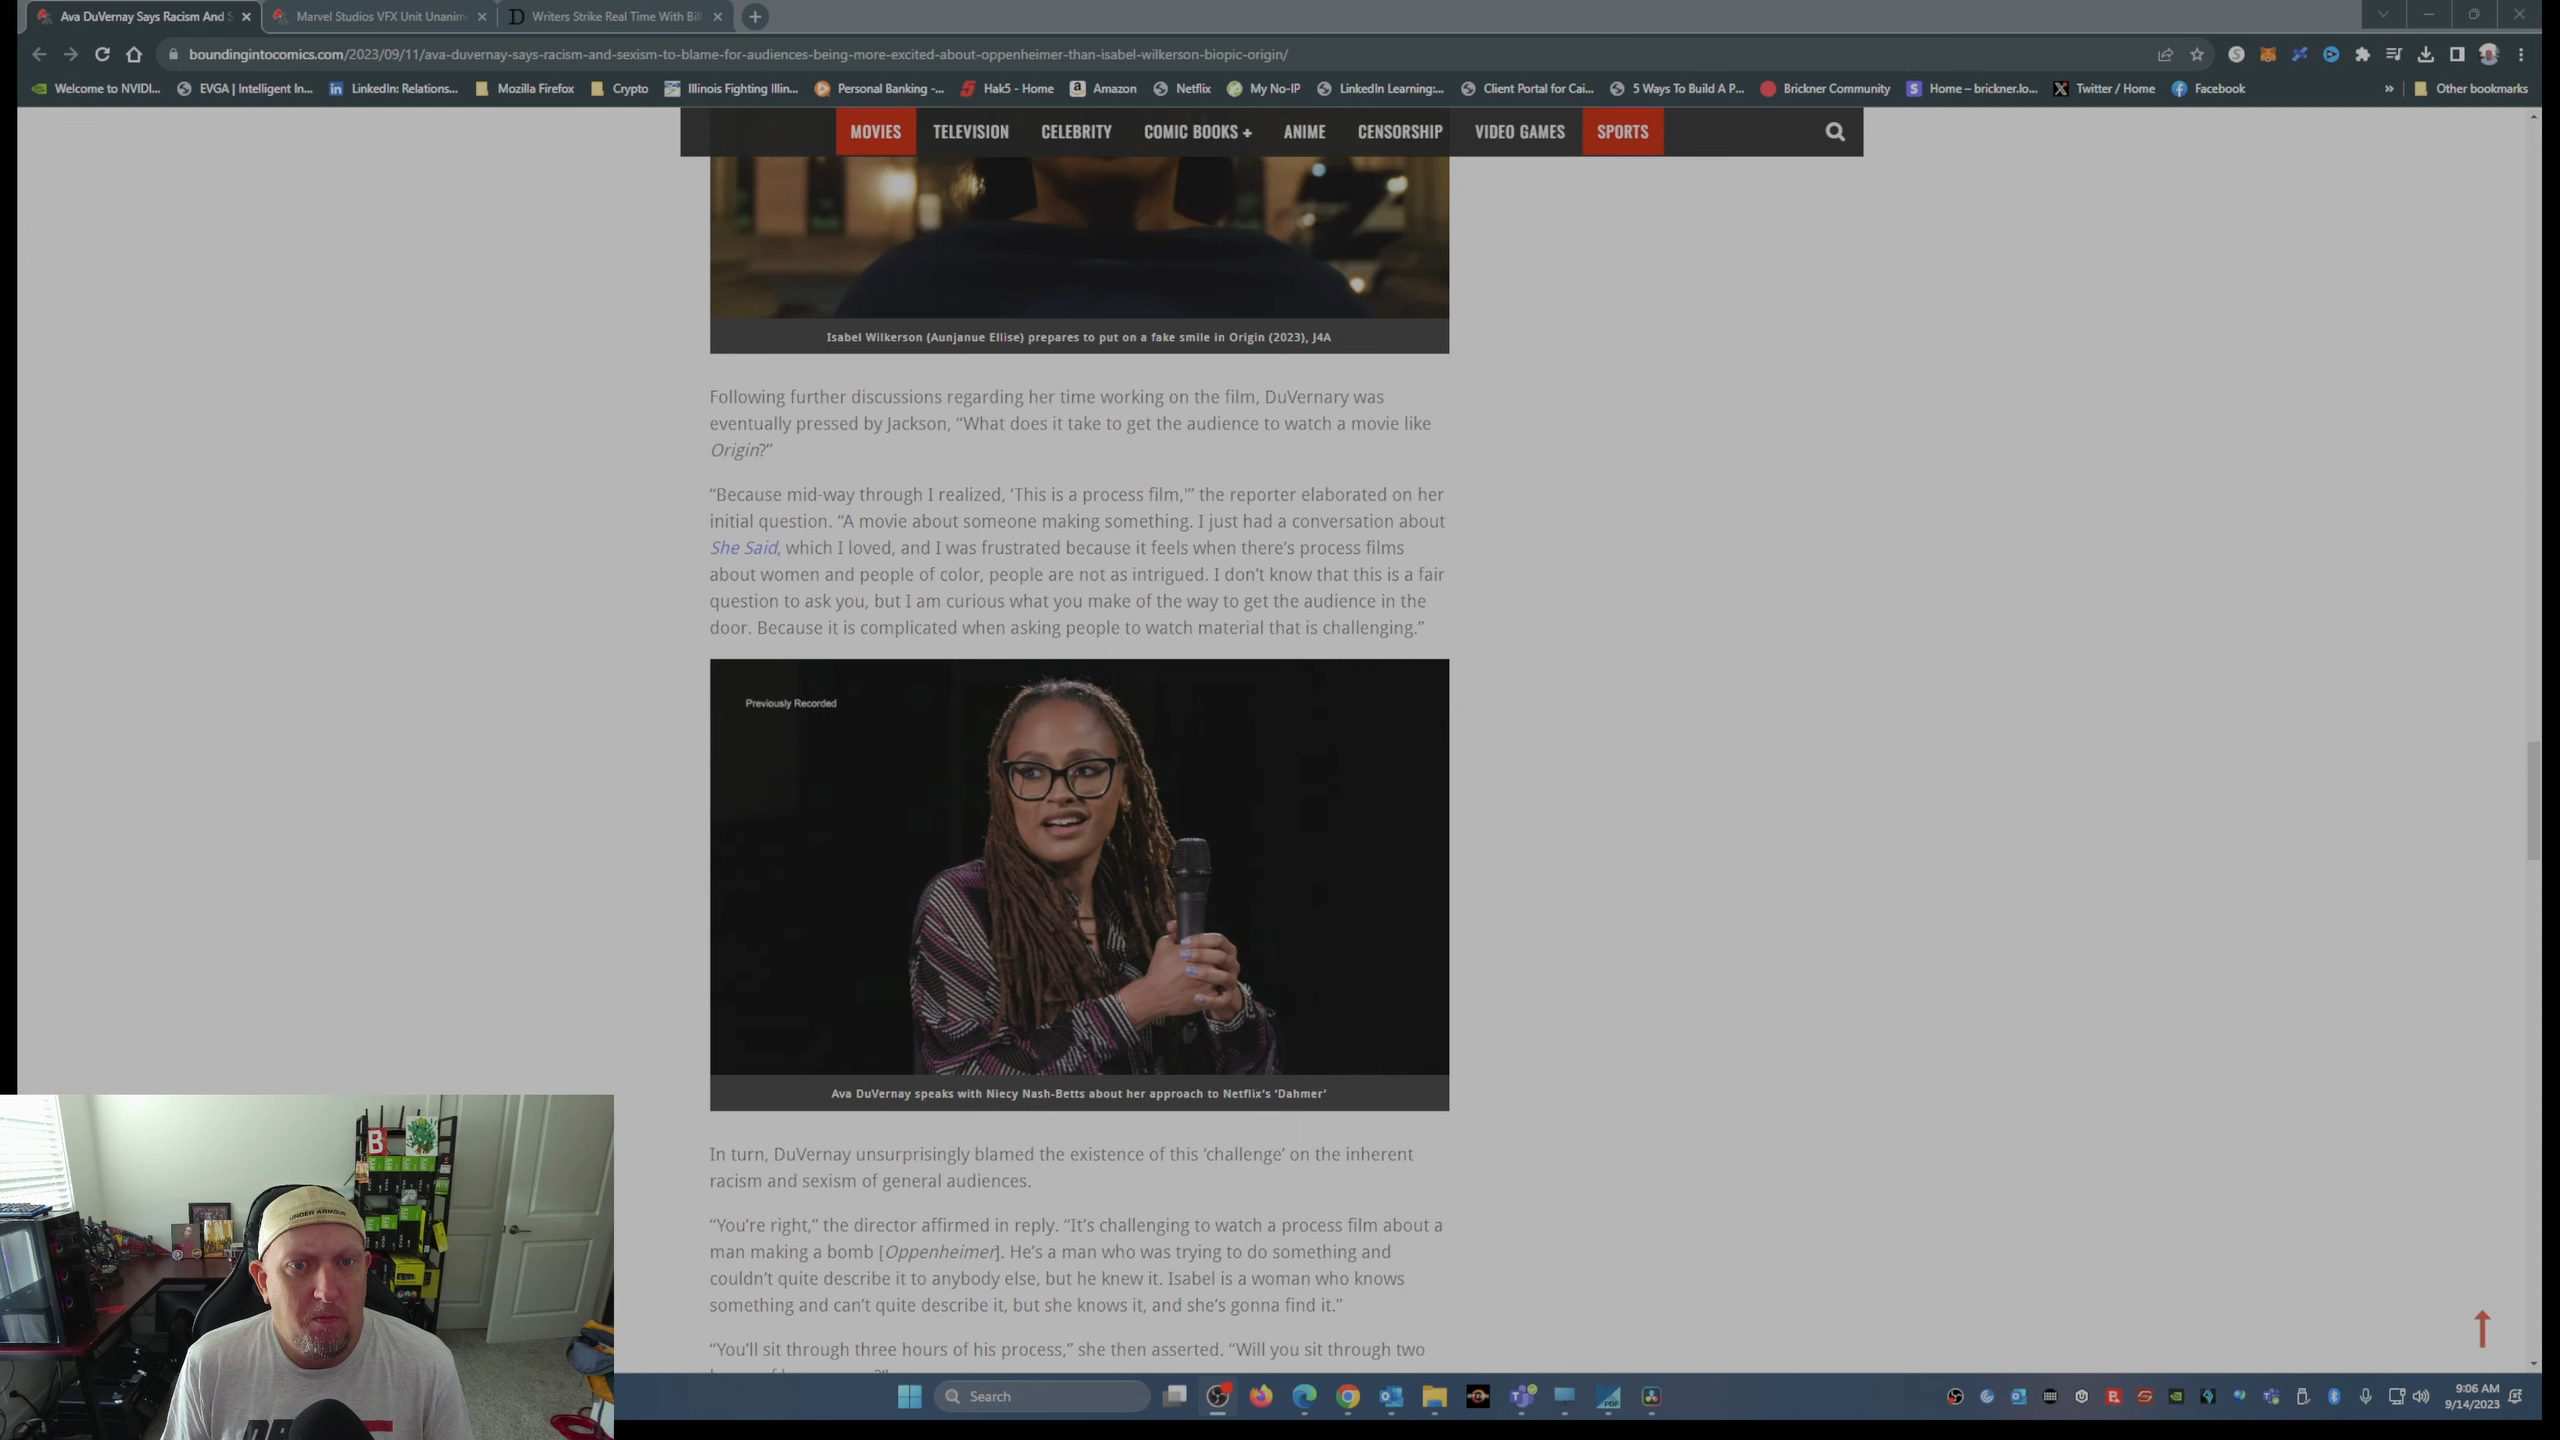 Ava DuVernay Says Racism And S
Marvel Studios VFX Unit Unanim
Writers Strike Real Time With Bil
boundingintocomics.com/2023/09/11/ava-duvernay-says-racism-and-sexism-to-blame-for-audiences-being-more-excited-about-oppenheimer-than-isabel-wilkerson-biopic-origin/
Welcome to NVIDI... EVGA | Intelligent In... LinkedIn: Relations... Mozilla Firefox Crypto Illinois Fighting Illin... Personal Banking -... Hak5 - Home Amazon Netflix My No-IP LinkedIn Learning:... Client Portal for Cai... 5 Ways To Build A P... Brickner Community Home – brickner.lo... Twitter / Home Facebook » Other bookmarks
MOVIES TELEVISION CELEBRITY COMIC BOOKS + ANIME CENSORSHIP VIDEO GAMES SPORTS
Isabel Wilkerson (Aunjanue Ellise) prepares to put on a fake smile in Origin (2023), J4A
Following further discussions regarding her time working on the film, DuVernary was
eventually pressed by Jackson, “What does it take to get the audience to watch a movie like
Origin?”
“Because mid-way through I realized, ‘This is a process film,'” the reporter elaborated on her
initial question. “A movie about someone making something. I just had a conversation about
She Said, which I loved, and I was frustrated because it feels when there’s process films
about women and people of color, people are not as intrigued. I don’t know that this is a fair
question to ask you, but I am curious what you make of the way to get the audience in the
door. Because it is complicated when asking people to watch material that is challenging.”
Previously Recorded
Ava DuVernay speaks with Niecy Nash-Betts about her approach to Netflix’s ‘Dahmer’
In turn, DuVernay unsurprisingly blamed the existence of this ‘challenge’ on the inherent
racism and sexism of general audiences.
“You’re right,” the director affirmed in reply. “It’s challenging to watch a process film about a
man making a bomb [Oppenheimer]. He’s a man who was trying to do something and
couldn’t quite describe it to anybody else, but he knew it. Isabel is a woman who knows
something and can’t quite describe it, but she knows it, and she’s gonna find it.”
“You’ll sit through three hours of his process,” she then asserted. “Will you sit through two
B
UNDER ARMOUR
Search
9:06 AM
9/14/2023